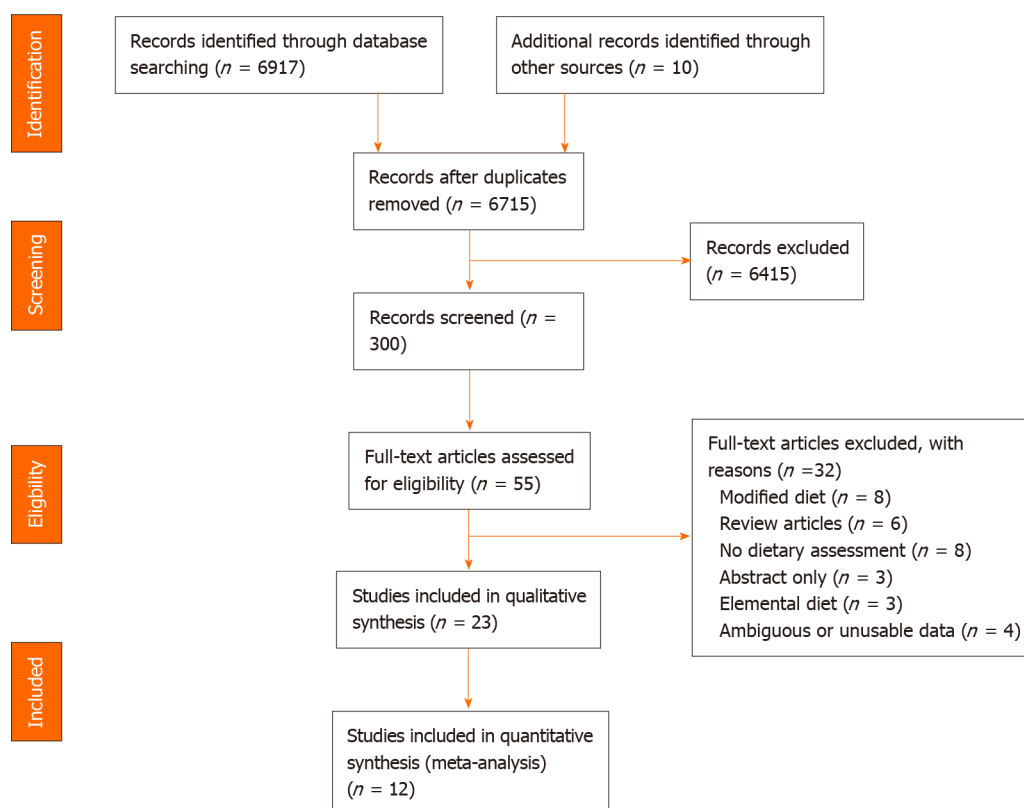 Identification
Records identified through database
searching (n = 6917)
Additional records identified through
other sources (n = 10)
Records after duplicates
removed (n = 6715)
Screening
Records excluded
(n = 6415)
Records screened (n =
300)
Eligbility
Full-text articles assessed
for eligibility (n = 55)
Full-text articles excluded, with
reasons (n =32)
Modified diet (n = 8)
Review articles (n = 6)
No dietary assessment (n = 8)
Abstract only (n = 3)
Elemental diet (n = 3)
Ambiguous or unusable data (n = 4)
Studies included in qualitative
synthesis (n = 23)
Included
Studies included in quantitative
synthesis (meta-analysis)
(n = 12)